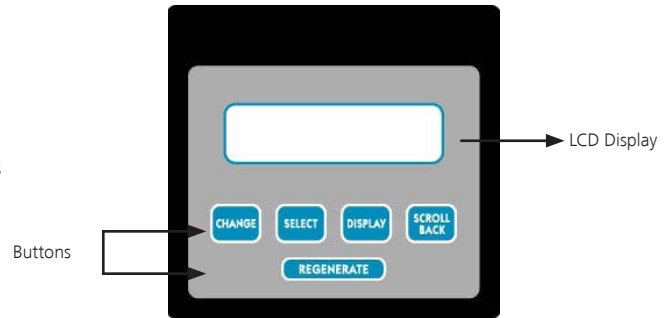 LCD Display
CHANGE
SELECT
DISPLAY
SCROLL
BACK
Buttons
REGENERATE